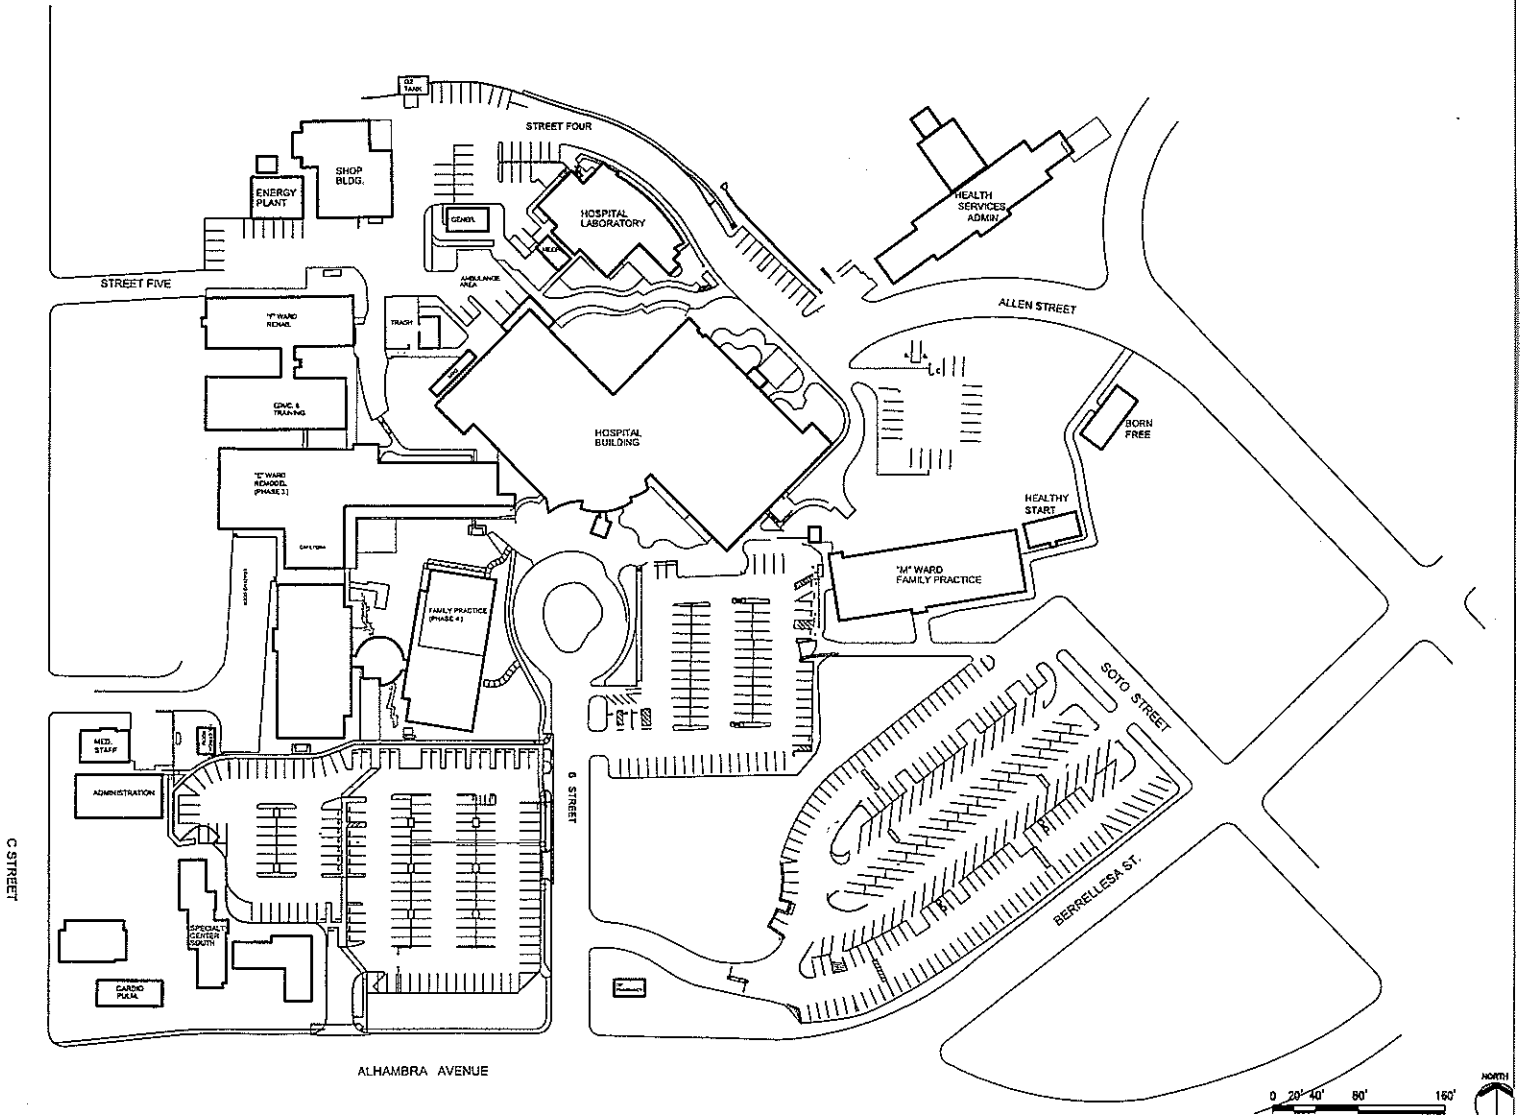 O2
TANK
STREET FOUR
SHOP
BLDG.
ENERGY
PLANT
HEALTH
SERVICES
ADMIN.
HOSPITAL
LABORATORY
AMBULANCE
AREA
STREET FIVE
ALLEN STREET
"T" WARD
REHAB.
TRASH
EDUC. &
TRAINING
HOSPITAL
BUILDING
BORN
FREE
"E" WARD
REMODEL
(PHASE 3)
HEALTHY
START
"M" WARD
FAMILY PRACTICE
FAMILY PRACTICE
(PHASE 4)
SOTO STREET
MED.
STAFF
ADMINISTRATION
B STREET
C STREET
BERRELLESA ST.
SPECIALTY
CENTER
SOUTH
CARDIO
PULM.
ALHAMBRA AVENUE
NORTH
0 20' 40' 80' 160'